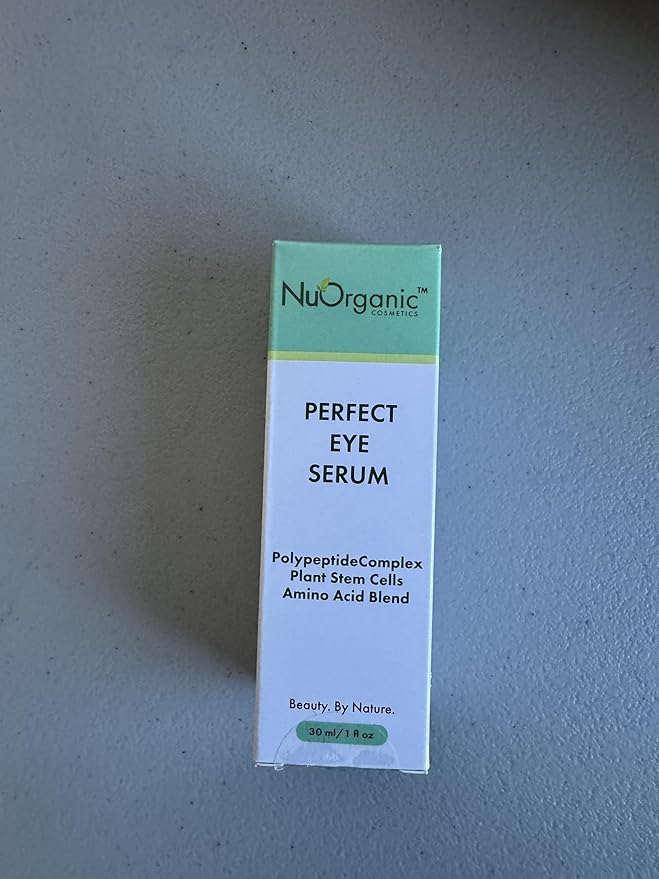 NuOrganic™
COSMETICS
PERFECT
EYE
SERUM
PolypeptideComplex
Plant Stem Cells
Amino Acid Blend
Beauty. By Nature.
30 ml/1 fl oz